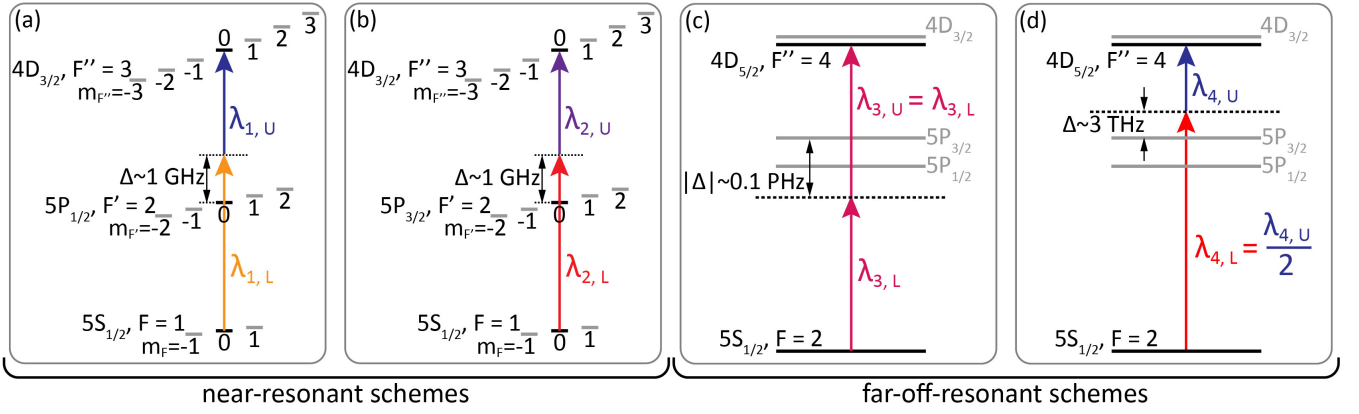 (a)
0 1 2 3
4D3/2, F'' = 3
mF''=-3 -2 -1
λ1, U
Δ~1 GHz
5P1/2, F' = 2
mF'=-2 -1 0 1 2
λ1, L
5S1/2, F = 1
mF=-1 0 1
(b)
0 1 2 3
4D3/2, F'' = 3
mF''=-3 -2 -1
λ2, U
Δ~1 GHz
5P3/2, F' = 2
mF'=-2 -1 0 1 2
λ2, L
5S1/2, F = 1
mF=-1 0 1
(c)
4D3/2
4D5/2, F'' = 4
λ3, U = λ3, L
5P3/2
5P1/2
|Δ|~0.1 PHz
λ3, L
5S1/2, F = 2
(d)
4D3/2
4D5/2, F'' = 4
λ4, U
Δ~3 THz
5P3/2
5P1/2
λ4, L = λ4, U
2
5S1/2, F = 2
near-resonant schemes
far-off-resonant schemes